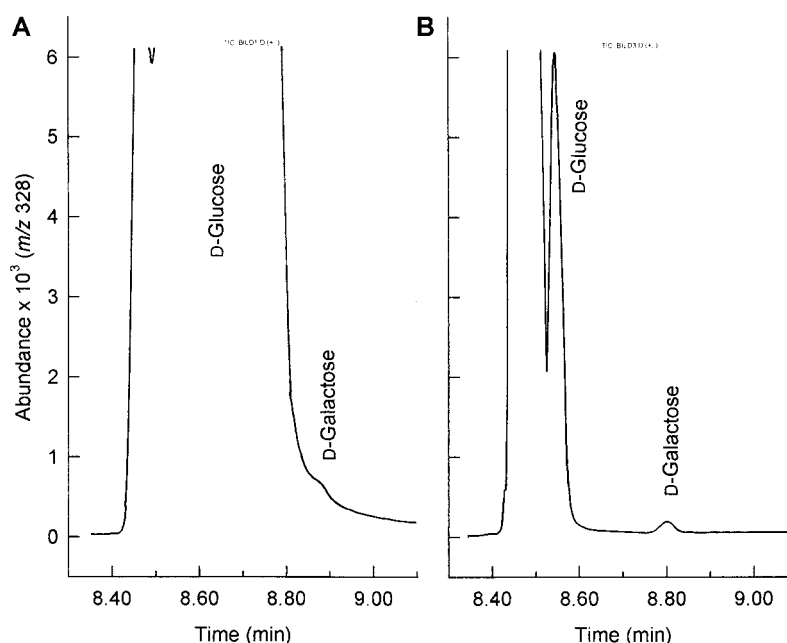 A
6
5
4
3
2
1
0
Abundance x 10³ (m/z 328)
D-Glucose
D-Galactose
8.40 8.60 8.80 9.00
Time (min)
B
D-Glucose
D-Galactose
8.40 8.60 8.80 9.00
Time (min)